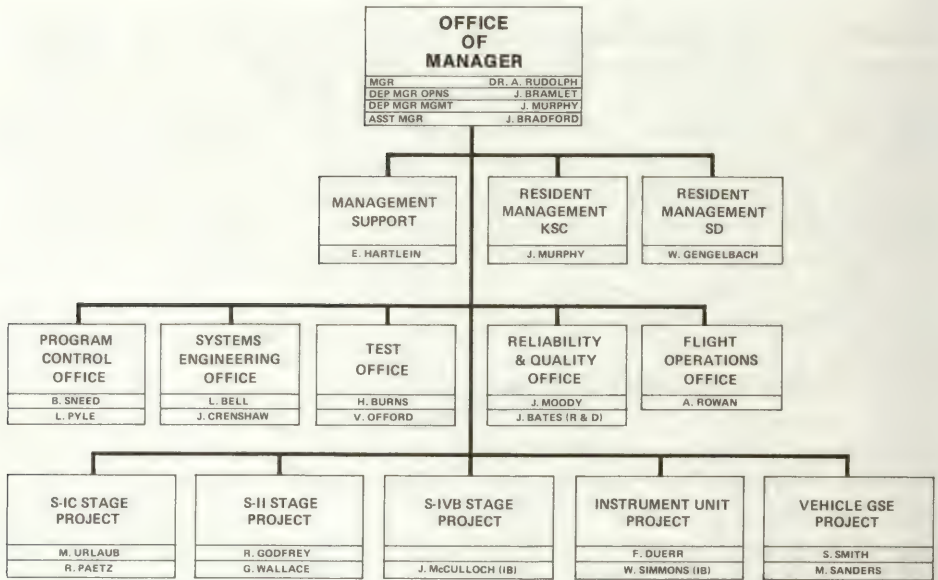 OFFICE
OF
MANAGER
MGR DR. A. RUDOLPH
DEP MGR OPNS J. BRAMLET
DEP MGR MGMT J. MURPHY
ASST MGR J. BRADFORD
MANAGEMENT
SUPPORT
E. HARTLEIN
RESIDENT
MANAGEMENT
KSC
J. MURPHY
RESIDENT
MANAGEMENT
SD
W. GENGELBACH
PROGRAM
CONTROL
OFFICE
B. SNEED
L. PYLE
SYSTEMS
ENGINEERING
OFFICE
L. BELL
J. CRENSHAW
TEST
OFFICE
H. BURNS
V. OFFORD
RELIABILITY
& QUALITY
OFFICE
J. MOODY
J. BATES (R & D)
FLIGHT
OPERATIONS
OFFICE
A. ROWAN
S-IC STAGE
PROJECT
M. URLAUB
R. PAETZ
S-II STAGE
PROJECT
R. GODFREY
G. WALLACE
S-IVB STAGE
PROJECT
J. McCULLOCH (IB)
INSTRUMENT UNIT
PROJECT
F. DUERR
W. SIMMONS (IB)
VEHICLE GSE
PROJECT
S. SMITH
M. SANDERS